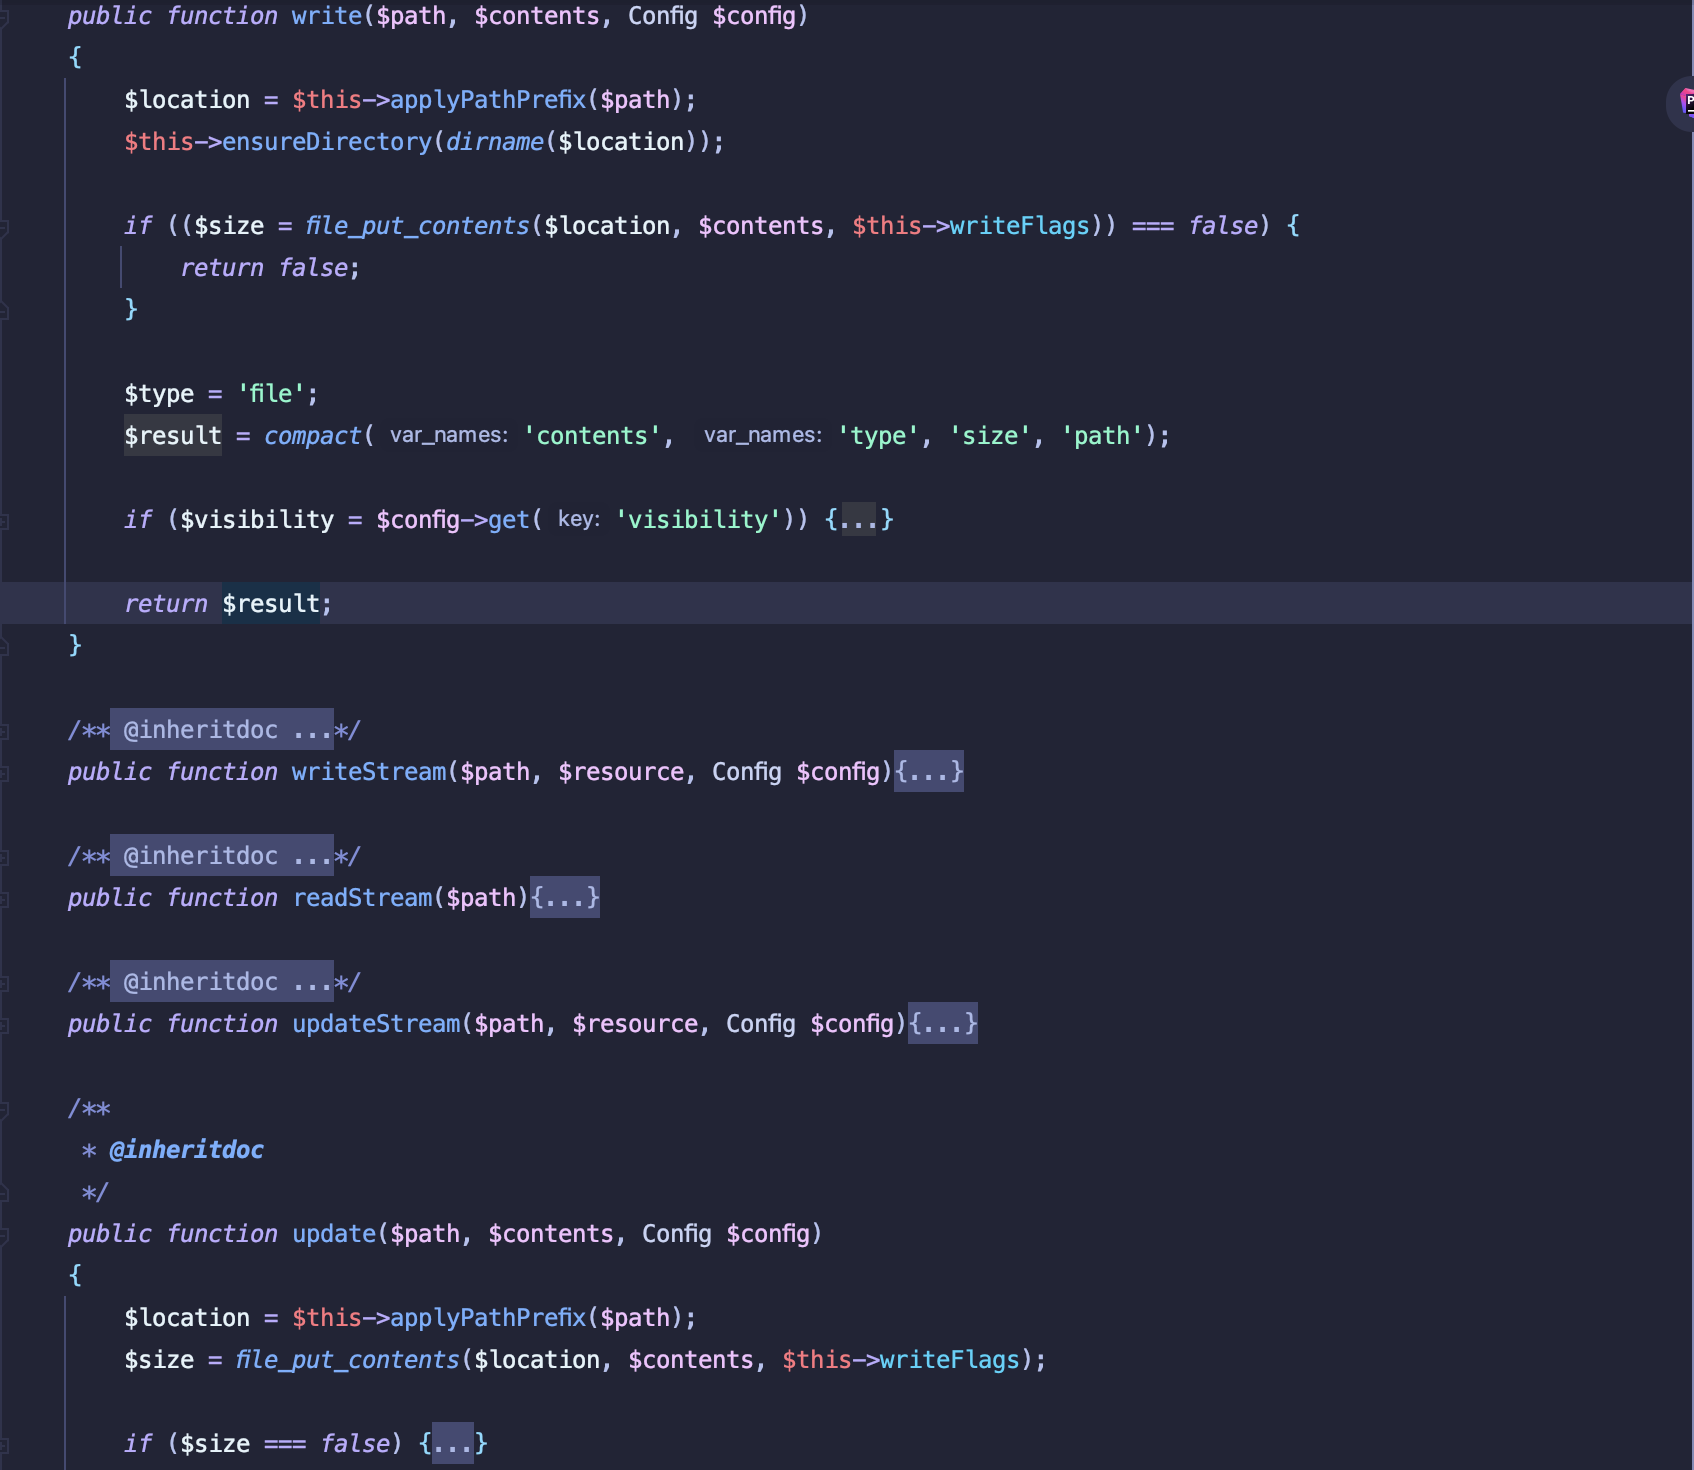 public function write($path, $contents, Config $config)
{
$location = $this->applyPathPrefix($path);
$this->ensureDirectory(dirname($location));
if (($size = file_put_contents($location, $contents, $this->writeFlags)) === false) {
return false;
}
$type = 'file';
$result = compact( var_names: 'contents', var_names: 'type', 'size', 'path');
if ($visibility = $config->get( key: 'visibility')) {...}
return $result;
}
/** @inheritdoc ...*/
public function writeStream($path, $resource, Config $config){...}
/** @inheritdoc ...*/
public function readStream($path){...}
/** @inheritdoc ...*/
public function updateStream($path, $resource, Config $config){...}
/**
* @inheritdoc
*/
public function update($path, $contents, Config $config)
{
$location = $this->applyPathPrefix($path);
$size = file_put_contents($location, $contents, $this->writeFlags);
if ($size === false) {...}